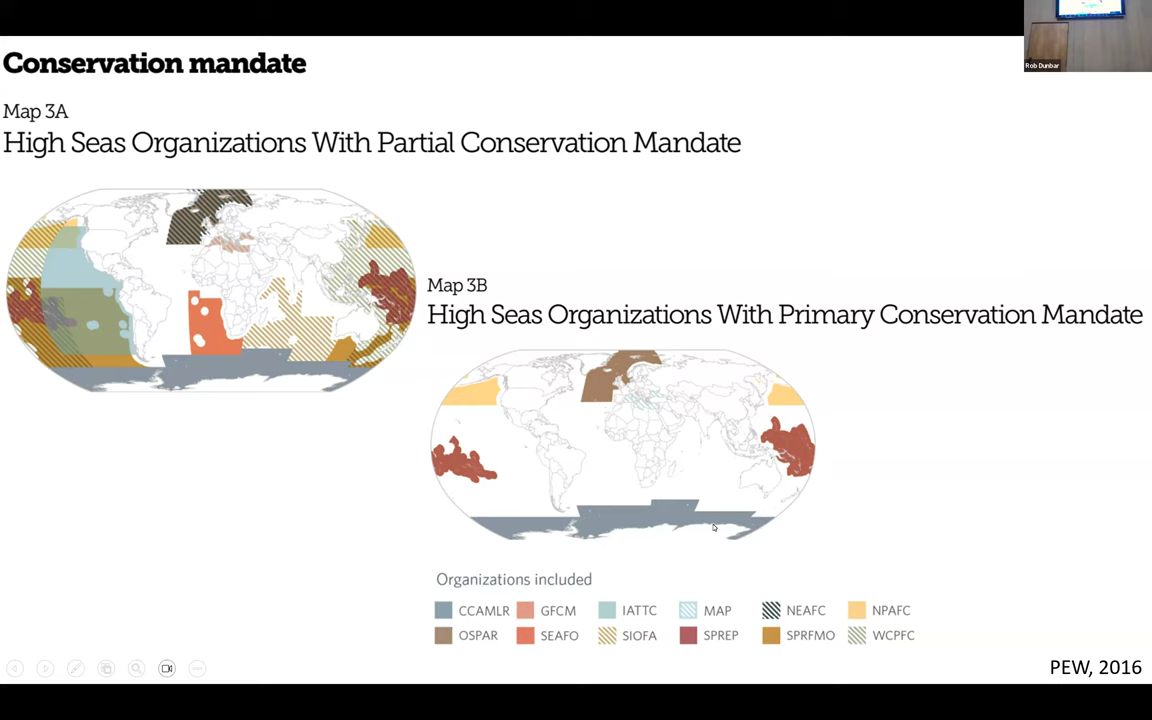 Rob Dunbar
Conservation mandate
Map 3A
High Seas Organizations With Partial Conservation Mandate
Map 3B
High Seas Organizations With Primary Conservation Mandate
Organizations included
CCAMLR GFCM IATTC MAP NEAFC NPAFC
OSPAR SEAFO SIOFA SPREP SPRFMO WCPFC
PEW, 2016